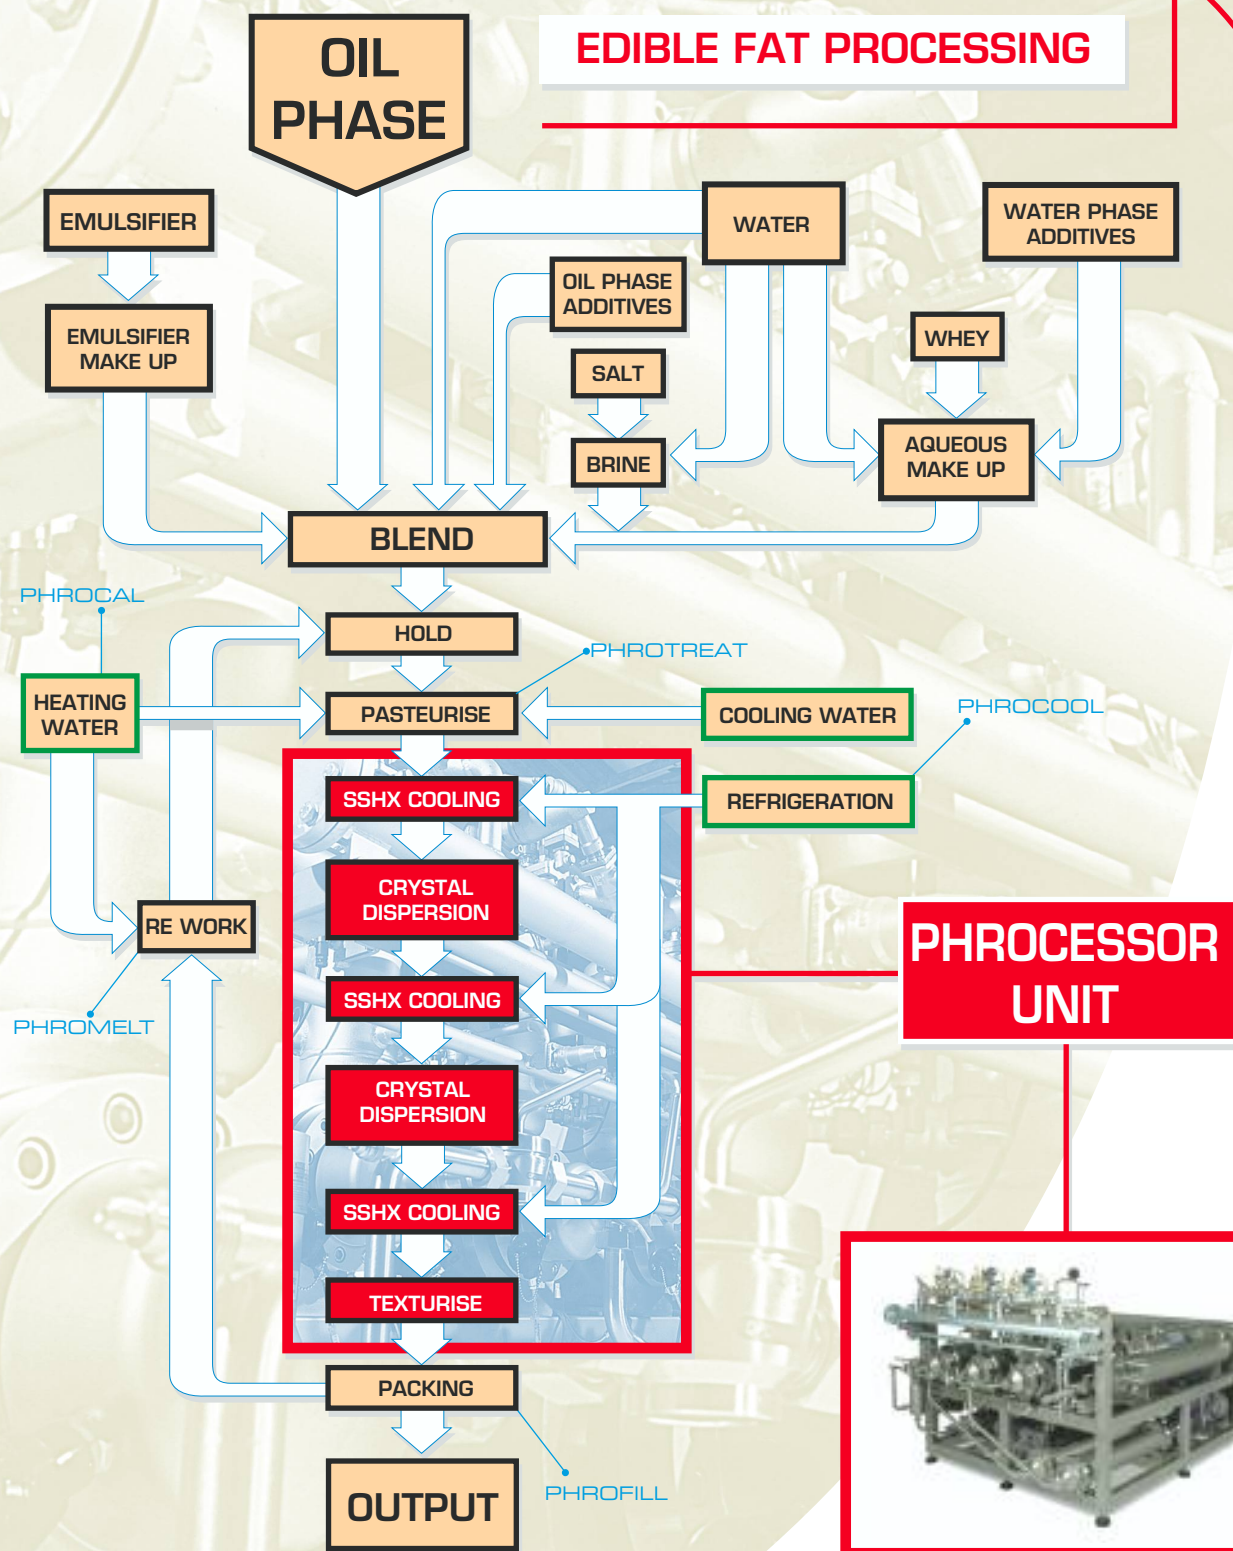 EDIBLE FAT PROCESSING
OIL
PHASE
EMULSIFIER
WATER
WATER PHASE
ADDITIVES
OIL PHASE
ADDITIVES
EMULSIFIER
MAKE UP
WHEY
SALT
BRINE
AQUEOUS
MAKE UP
BLEND
PHROCAL
HOLD
PHROTREAT
HEATING
WATER
PASTEURISE
COOLING WATER
PHROCOOL
SSHX COOLING
REFRIGERATION
CRYSTAL
DISPERSION
RE WORK
PHROCESSOR
UNIT
SSHX COOLING
PHROMELT
CRYSTAL
DISPERSION
SSHX COOLING
TEXTURISE
PACKING
PHROFILL
OUTPUT